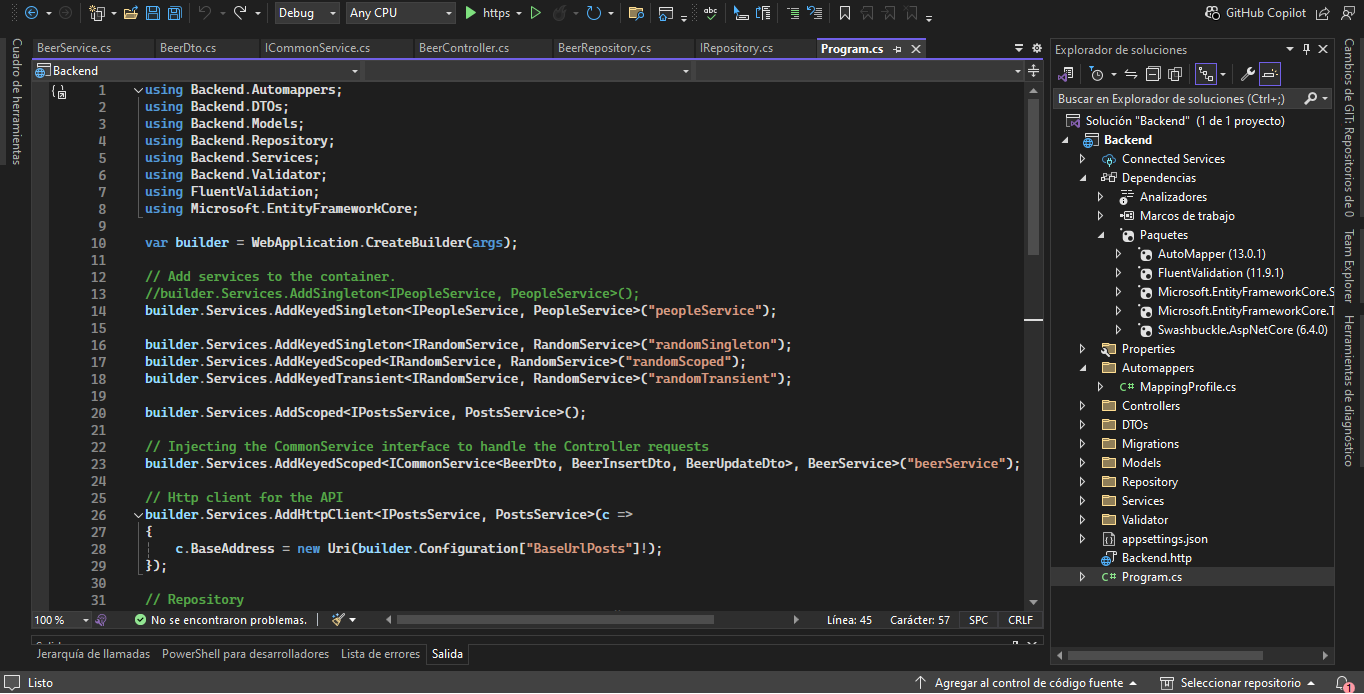 Debug
Any CPU
https
GitHub Copilot
BeerService.cs
BeerDto.cs
ICommonService.cs
BeerController.cs
BeerRepository.cs
IRepository.cs
Program.cs
Backend
Cuadro de herramientas
1 using Backend.Automappers;
2 using Backend.DTOs;
3 using Backend.Models;
4 using Backend.Repository;
5 using Backend.Services;
6 using Backend.Validator;
7 using FluentValidation;
8 using Microsoft.EntityFrameworkCore;
9
10 var builder = WebApplication.CreateBuilder(args);
11
12 // Add services to the container.
13 //builder.Services.AddSingleton<IPeopleService, PeopleService>();
14 builder.Services.AddKeyedSingleton<IPeopleService, PeopleService>("peopleService");
15
16 builder.Services.AddKeyedSingleton<IRandomService, RandomService>("randomSingleton");
17 builder.Services.AddKeyedScoped<IRandomService, RandomService>("randomScoped");
18 builder.Services.AddKeyedTransient<IRandomService, RandomService>("randomTransient");
19
20 builder.Services.AddScoped<IPostsService, PostsService>();
21
22 // Injecting the CommonService interface to handle the Controller requests
23 builder.Services.AddKeyedScoped<ICommonService<BeerDto, BeerInsertDto, BeerUpdateDto>, BeerService>("beerService");
24
25 // Http client for the API
26 builder.Services.AddHttpClient<IPostsService, PostsService>(c =>
27 {
28 c.BaseAddress = new Uri(builder.Configuration["BaseUrlPosts"]!);
29 });
30
31 // Repository
100 %
No se encontraron problemas.
Línea: 45
Carácter: 57
SPC
CRLF
Jerarquía de llamadas
PowerShell para desarrolladores
Lista de errores
Salida
Explorador de soluciones
Buscar en Explorador de soluciones (Ctrl+;)
Solución "Backend" (1 de 1 proyecto)
Backend
Connected Services
Dependencias
Analizadores
Marcos de trabajo
Paquetes
AutoMapper (13.0.1)
FluentValidation (11.9.1)
Microsoft.EntityFrameworkCore.S
Microsoft.EntityFrameworkCore.T
Swashbuckle.AspNetCore (6.4.0)
Properties
Automappers
C# MappingProfile.cs
Controllers
DTOs
Migrations
Models
Repository
Services
Validator
appsettings.json
Backend.http
C# Program.cs
Cambios de GIT: Repositorios de 0
Team Explorer
Herramientas de diagnóstico
Listo
Agregar al control de código fuente
Seleccionar repositorio
1